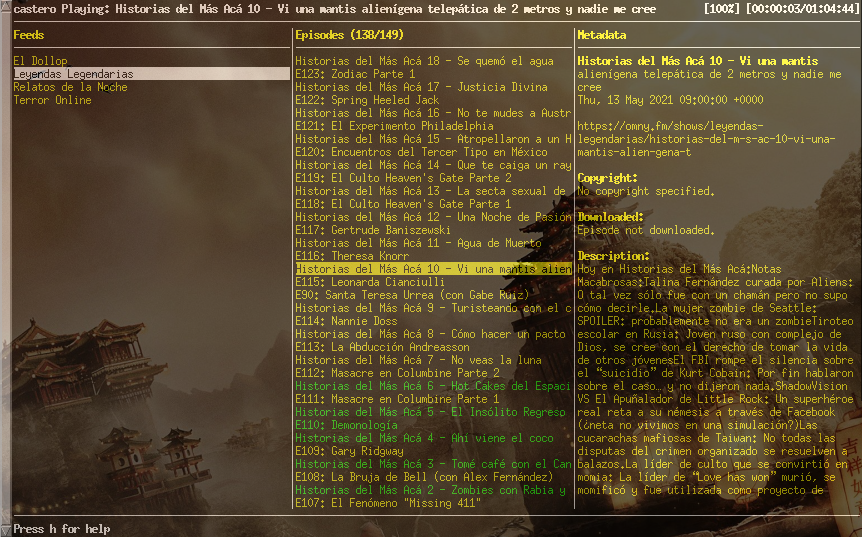 castero Playing: Historias del Más Acá 10 - Vi una mantis alienígena telepática de 2 metros y nadie me cree [100%] [00:00:03/01:04:44]
Feeds
El Dollop
Leyendas Legendarias
Relatos de la Noche
Terror Online
Episodes (138/149)
Historias del Más Acá 18 - Se quemó el agua
E123: Zodiac Parte 1
Historias del Más Acá 17 - Justicia Divina
E122: Spring Heeled Jack
Historias del Más Acá 16 - No te mudes a Austr
E121: El Experimento Philadelphia
Historias del Más Acá 15 - Atropellaron a un H
E120: Encuentros del Tercer Tipo en México
Historias del Más Acá 14 - Que te caiga un ray
E119: El Culto Heaven's Gate Parte 2
Historias del Más Acá 13 - La secta sexual de
E118: El Culto Heaven's Gate Parte 1
Historias del Más Acá 12 - Una Noche de Pasión
E117: Gertrude Baniszewski
Historias del Más Acá 11 - Agua de Muerto
E116: Theresa Knorr
Historias del Más Acá 10 - Vi una mantis alien
E115: Leonarda Cianciulli
E90: Santa Teresa Urrea (con Gabe Ruiz)
Historias del Más Acá 9 - Turisteando con el c
E114: Nannie Doss
Historias del Más Acá 8 - Cómo hacer un pacto
E113: La Abducción Andreasson
Historias del Más Acá 7 - No veas la luna
E112: Masacre en Columbine Parte 2
Historias del Más Acá 6 - Hot Cakes del Espaci
E111: Masacre en Columbine Parte 1
Historias del Más Acá 5 - El Insólito Regreso
E110: Demonología
Historias del Más Acá 4 - Ahí viene el coco
E109: Gary Ridgway
Historias del Más Acá 3 - Tomé café con el Can
E108: La Bruja de Bell (con Alex Fernández)
Historias del Más Acá 2 - Zombies con Rabia y
E107: El Fenómeno "Missing 411"
Metadata
Historias del Más Acá 10 - Vi una mantis
alienígena telepática de 2 metros y nadie me
cree
Thu, 13 May 2021 09:00:00 +0000
https://omny.fm/shows/leyendas-
legendarias/historias-del-m-s-ac-10-vi-una-
mantis-alien-gena-t
Copyright:
No copyright specified.
Downloaded:
Episode not downloaded.
Description:
Hoy en Historias del Más Acá:Notas
Macabrosas:Talina Fernández curada por Aliens:
O tal vez sólo fue con un chamán pero no supo
cómo decirle.La mujer zombie de Seattle:
SPOILER: probablemente no era un zombieTiroteo
escolar en Rusia: Joven ruso con complejo de
Dios, se cree con el derecho de tomar la vida
de otros jóvenesEl FBI rompe el silencio sobre
el “suicidio” de Kurt Cobain: Por fin hablaron
sobre el caso… y no dijeron nada.ShadowVision
VS El Apuñalador de Little Rock: Un superhéroe
real reta a su némesis a través de Facebook
(¿neta no vivimos en una simulación?)Las
cucarachas mafiosas de Taiwan: No todas las
disputas del crimen organizado se resuelven a
balazos.La líder de culto que se convirtió en
momia: La líder de “Love has won” murió, se
momificó y fue utilizada como proyecto de
Press h for help